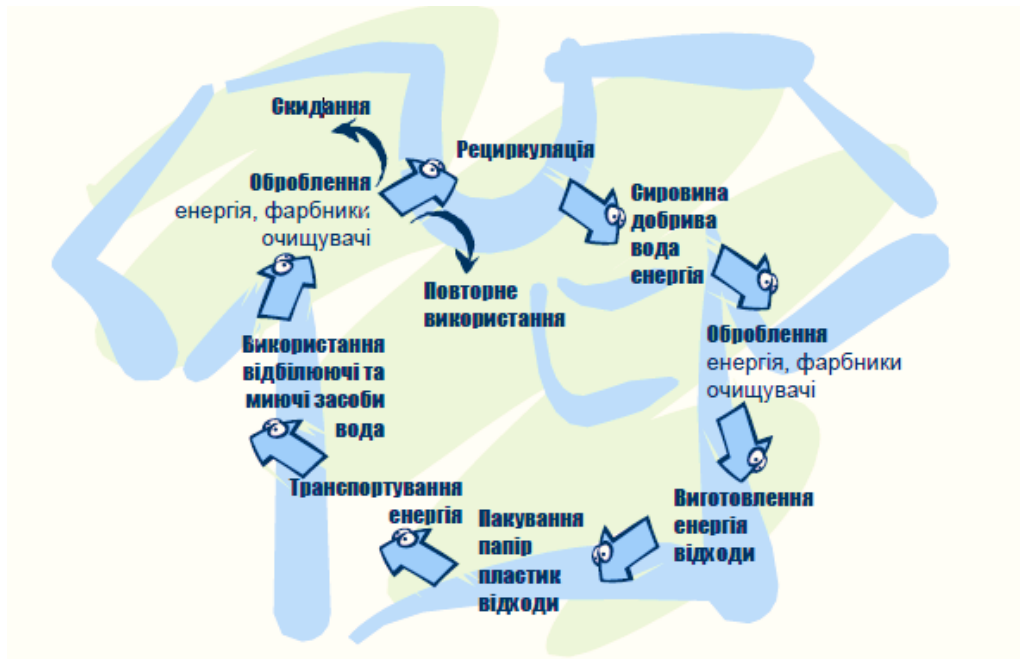 Скидання
Рециркуляція
Сировина
добрива
вода
енергія
Оброблення
енергія, фарбники
очищувачі
Виготовлення
енергія
відходи
Пакування
папір
пластик
відходи
Транспортування
енергія
Використання
відбілюючі та
миючі засоби
вода
Оброблення
енергія, фарбники
очищувачі
Повторне
використання